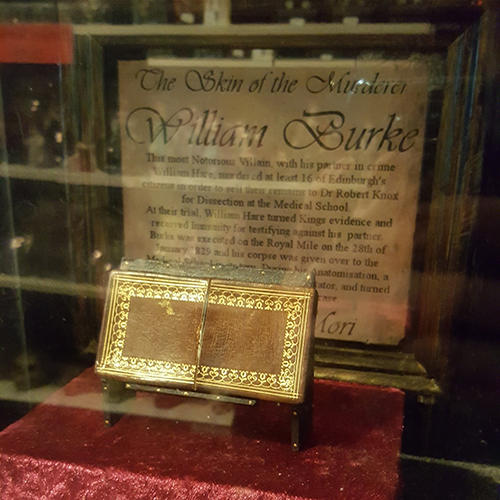 The Skin of the Murderer
William Burke
This most Notorious Villain, with his partner in crime
William Hare, murdered at least 16 of Edinburgh's
citizens in order to sell their remains to Dr Robert Knox
for Dissection at the Medical School.
At their trial, William Hare turned Kings evidence and
received immunity for testifying against his partner.
Burke was executed on the Royal Mile on the 28th of
January 1829 and his corpse was given over to the
anatomisation, a
and turned
case
Mori